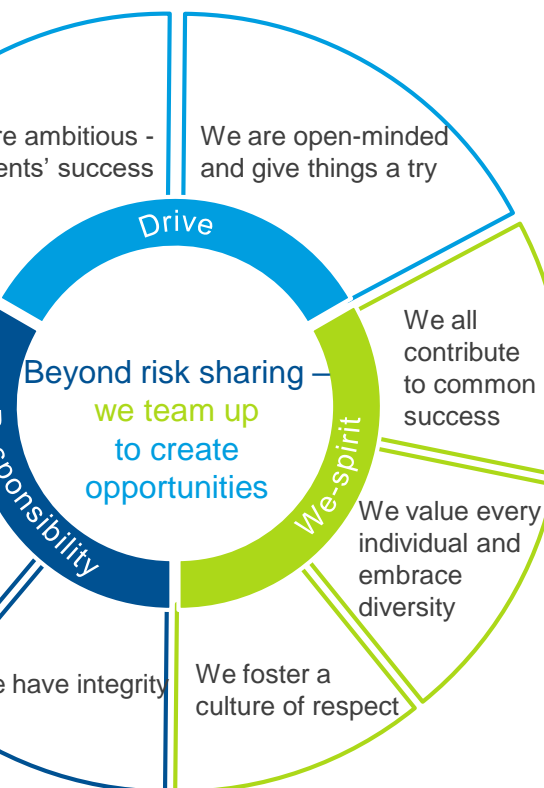 re ambitious -
ents' success
We are open-minded
and give things a try
Drive
We all
contribute
to common
success
Beyond risk sharing –
we team up
to create
opportunities
We-spirit
ponsibility
We value every
individual and
embrace
diversity
e have integrity
We foster a
culture of respect